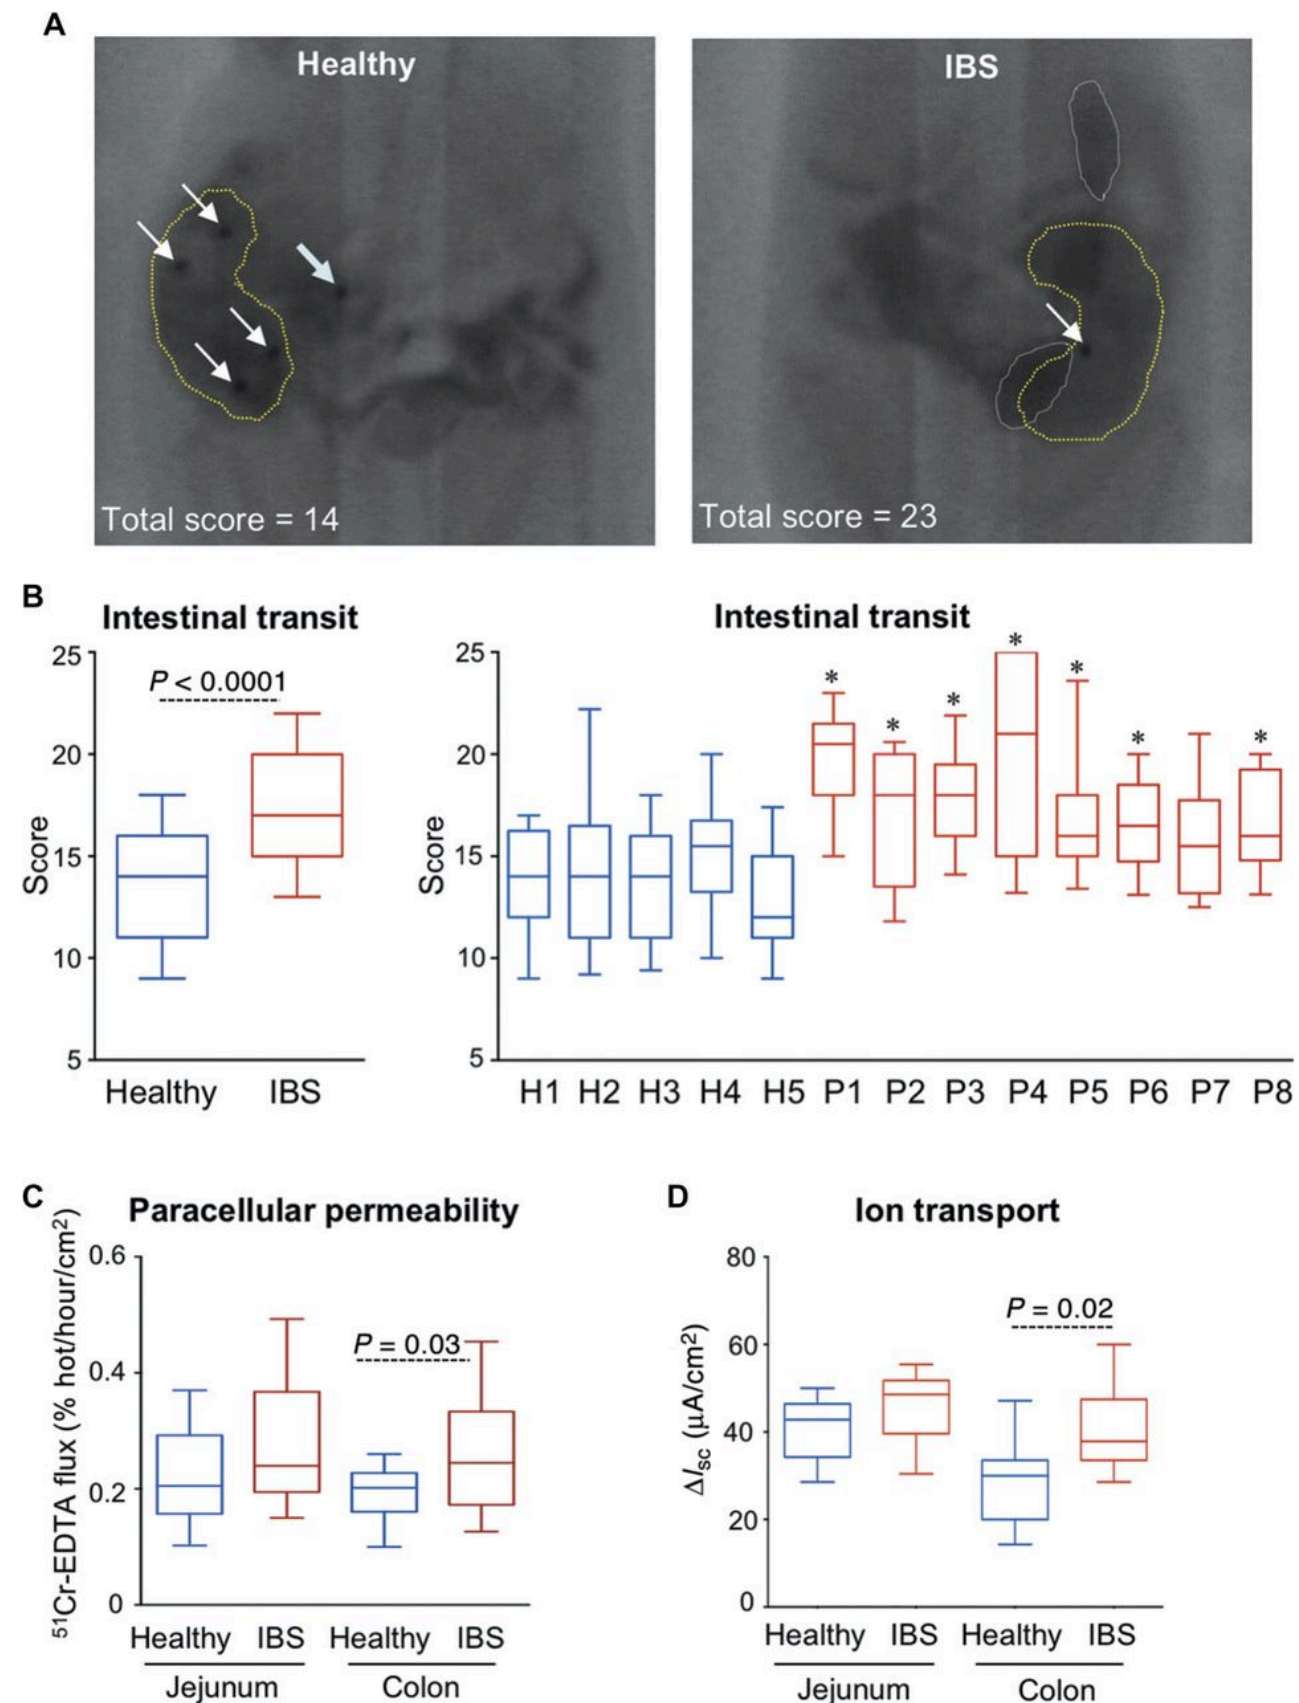 A
Healthy
IBS
Total score = 14
Total score = 23
B
Intestinal transit
Intestinal transit
25
20
15
10
5
Score
P < 0.0001
Healthy IBS
25
20
15
10
5
Score
* * * * * * *
H1 H2 H3 H4 H5 P1 P2 P3 P4 P5 P6 P7 P8
C
Paracellular permeability
0.6
0.4
0.2
0
⁵¹Cr-EDTA flux (% hot/hour/cm²)
P = 0.03
Healthy IBS Healthy IBS
Jejunum Colon
D
Ion transport
80
60
40
20
0
ΔIsc (μA/cm²)
P = 0.02
Healthy IBS Healthy IBS
Jejunum Colon